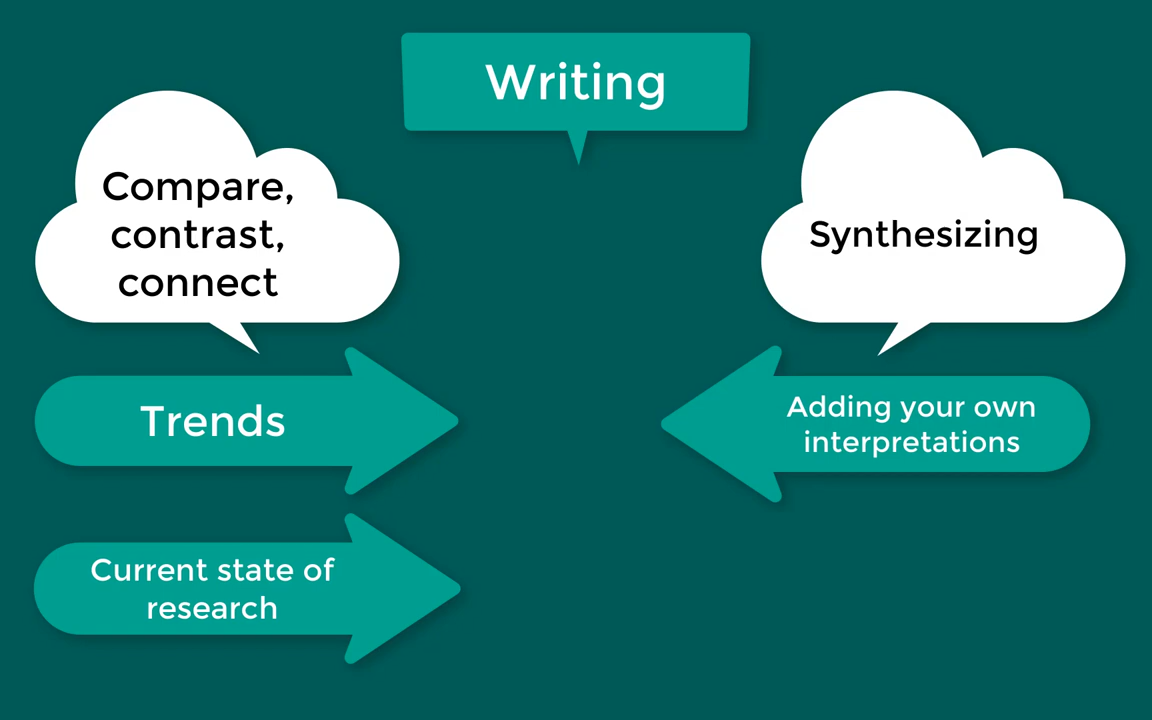 Writing
Compare,
contrast,
connect
Synthesizing
Trends
Adding your own
interpretations
Current state of
research